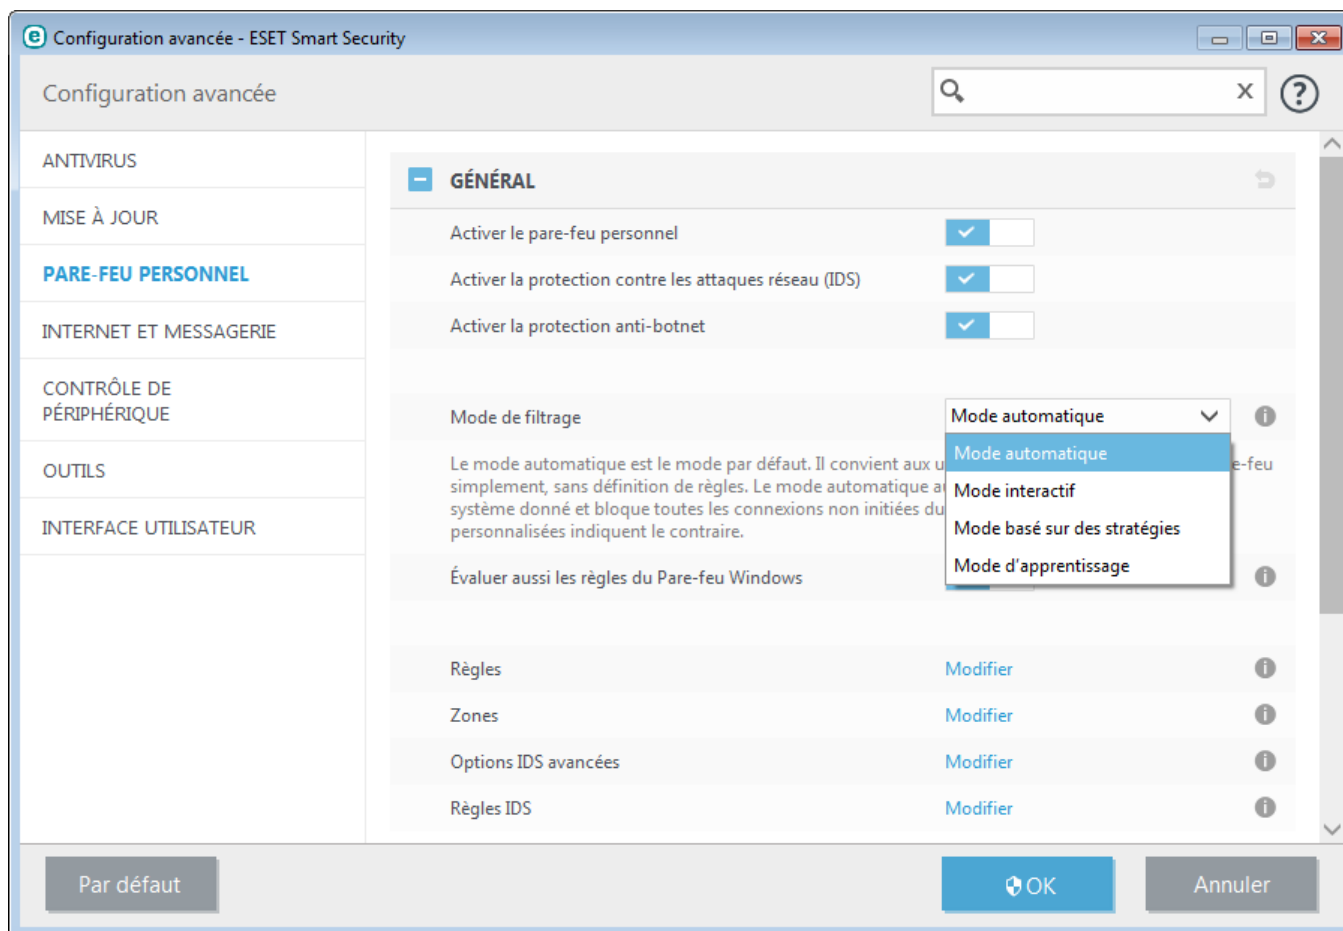 Configuration avancée - ESET Smart Security
Configuration avancée
x
?
ANTIVIRUS
MISE À JOUR
PARE-FEU PERSONNEL
INTERNET ET MESSAGERIE
CONTRÔLE DE
PÉRIPHÉRIQUE
OUTILS
INTERFACE UTILISATEUR
GÉNÉRAL
Activer le pare-feu personnel
Activer la protection contre les attaques réseau (IDS)
Activer la protection anti-botnet
Mode de filtrage
Mode automatique
Mode automatique
Mode interactif
Mode basé sur des stratégies
Mode d'apprentissage
Le mode automatique est le mode par défaut. Il convient aux u e-feu
simplement, sans définition de règles. Le mode automatique
système donné et bloque toutes les connexions non initiées du
personnalisées indiquent le contraire.
Évaluer aussi les règles du Pare-feu Windows
Règles Modifier
Zones Modifier
Options IDS avancées Modifier
Règles IDS Modifier
Par défaut
OK
Annuler